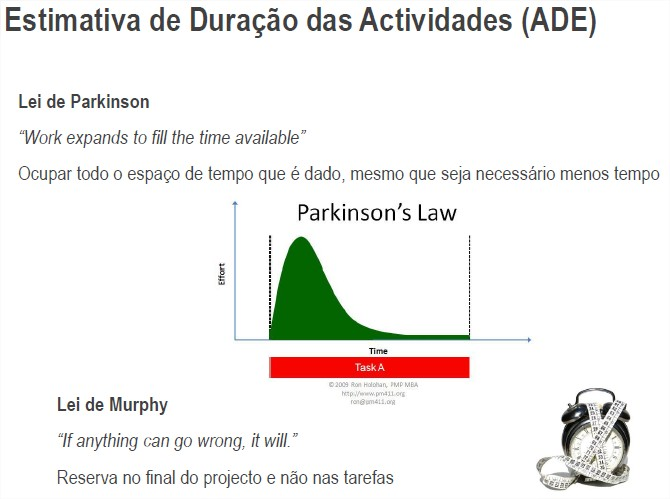 Estimativa de Duração das Actividades (ADE)
Lei de Parkinson
“Work expands to fill the time available”
Ocupar todo o espaço de tempo que é dado, mesmo que seja necessário menos tempo
Parkinson's Law
Effort
Time
Task A
© 2009 Ron Holohan, PMP MBA
http://www.pm411.org
ron@pm411.org
Lei de Murphy
“If anything can go wrong, it will.”
Reserva no final do projecto e não nas tarefas